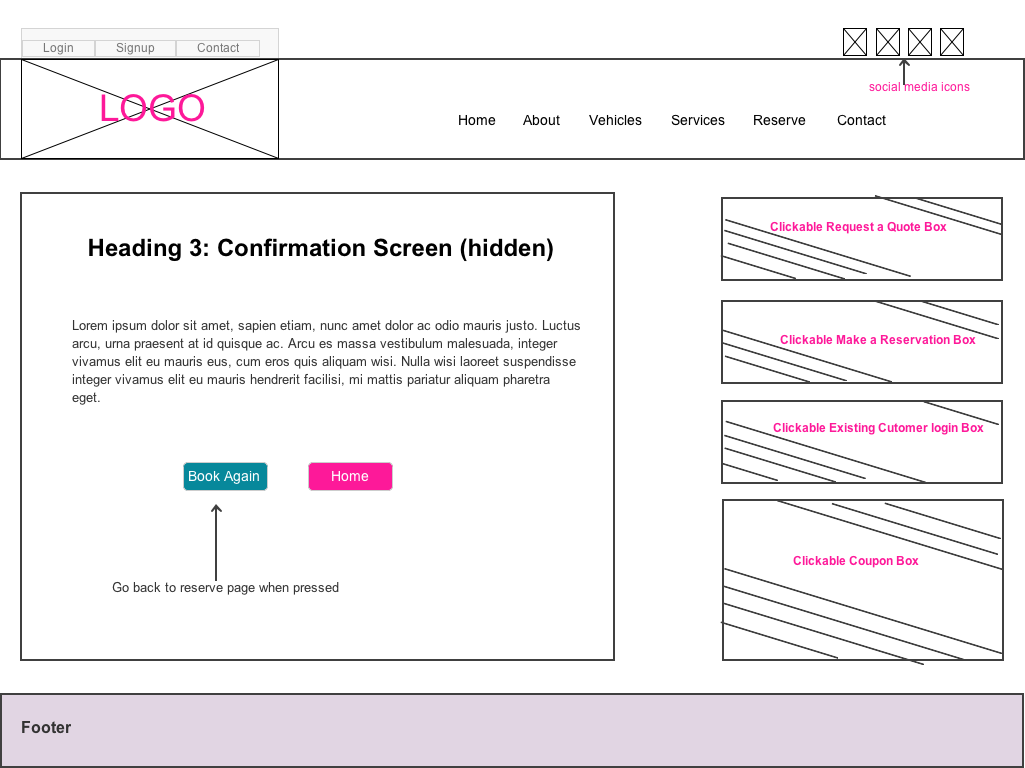 Login Signup Contact
LOGO
social media icons
Home About Vehicles Services Reserve Contact
Heading 3: Confirmation Screen (hidden)
Lorem ipsum dolor sit amet, sapien etiam, nunc amet dolor ac odio mauris justo. Luctus
arcu, urna praesent at id quisque ac. Arcu es massa vestibulum malesuada, integer
vivamus elit eu mauris eus, cum eros quis aliquam wisi. Nulla wisi laoreet suspendisse
integer vivamus elit eu mauris hendrerit facilisi, mi mattis pariatur aliquam pharetra
eget.
Book Again Home
Go back to reserve page when pressed
Clickable Request a Quote Box
Clickable Make a Reservation Box
Clickable Existing Cutomer login Box
Clickable Coupon Box
Footer